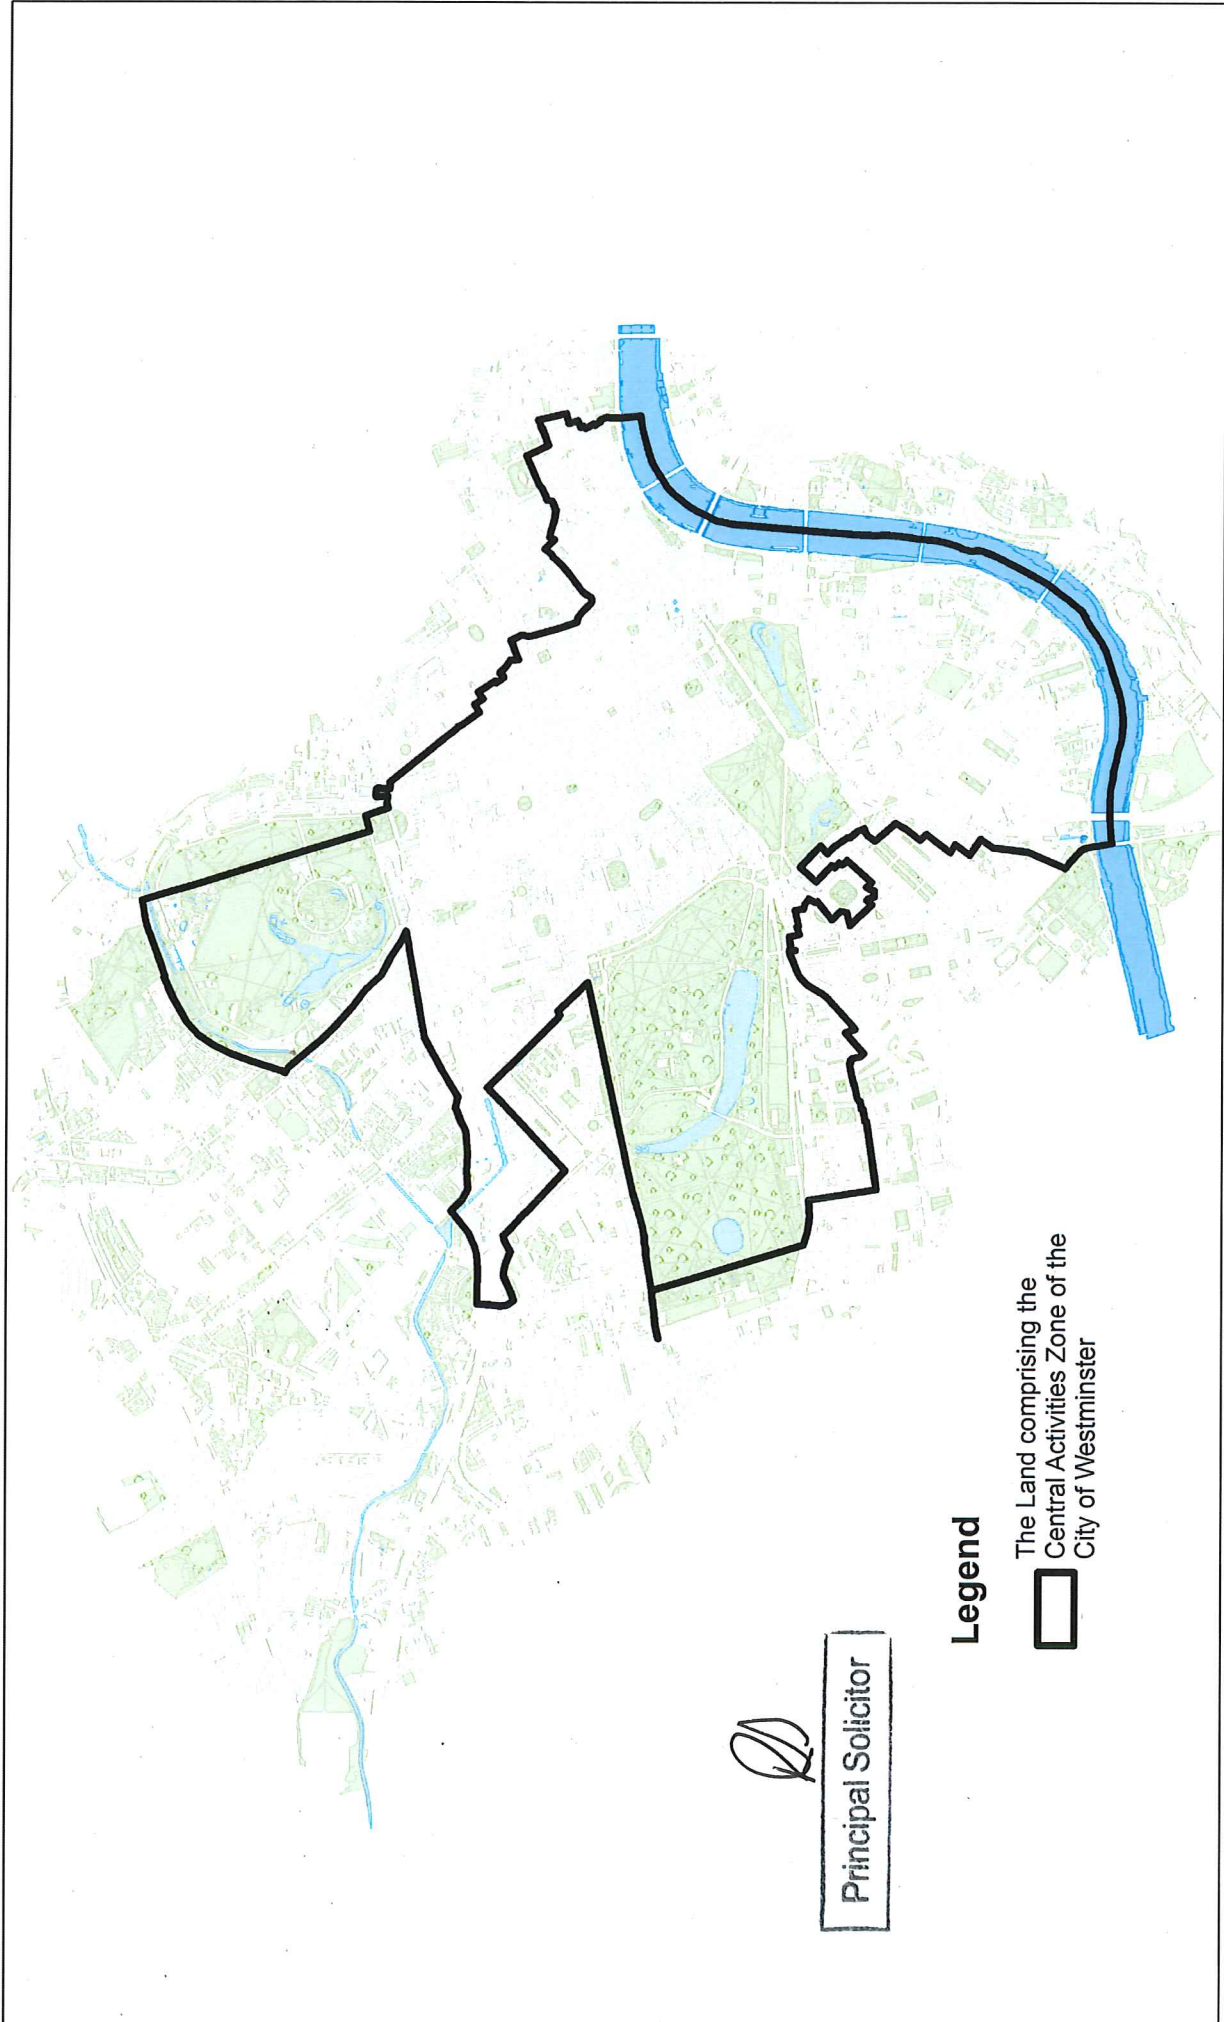 Legend
The Land comprising the
Central Activities Zone of the
City of Westminster
Principal Solicitor